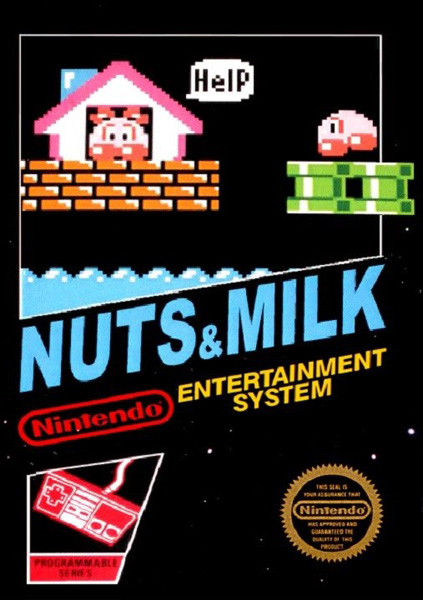 Help
NUTS & MILK
Nintendo®
ENTERTAINMENT
SYSTEM
PROGRAMMABLE
SERIES
THIS SEAL IS
YOUR ASSURANCE THAT
Nintendo®
HAS APPROVED AND
GUARANTEED THE
QUALITY OF THIS
PRODUCT